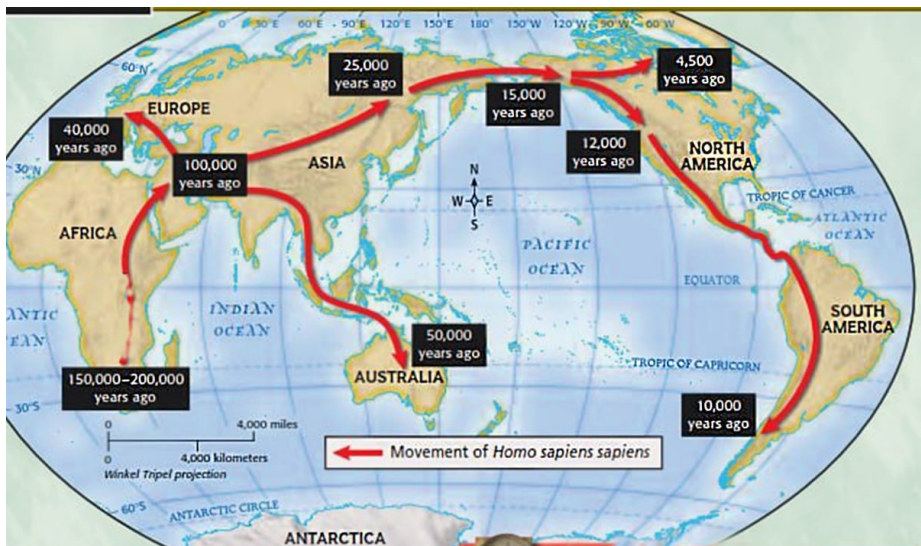 0° 30°E 60°E 90°E 120°E 150°E 180° 150°W 120°W 90°W 60°W
60°N
25,000
years ago
4,500
years ago
EUROPE
15,000
years ago
40,000
years ago
12,000
years ago
NORTH
AMERICA
ASIA
100,000
years ago
30°N
N
W E
S
TROPIC OF CANCER
ATLANTIC
OCEAN
AFRICA
PACIFIC
OCEAN
EQUATOR
INDIAN
OCEAN
ANTIC
EAN
SOUTH
AMERICA
50,000
years ago
TROPIC OF CAPRICORN
AUSTRALIA
150,000–200,000
years ago
30°S
10,000
years ago
0 4,000 miles
0 4,000 kilometers
Winkel Tripel projection
Movement of Homo sapiens sapiens
60°S
ANTARCTIC CIRCLE
ANTARCTICA